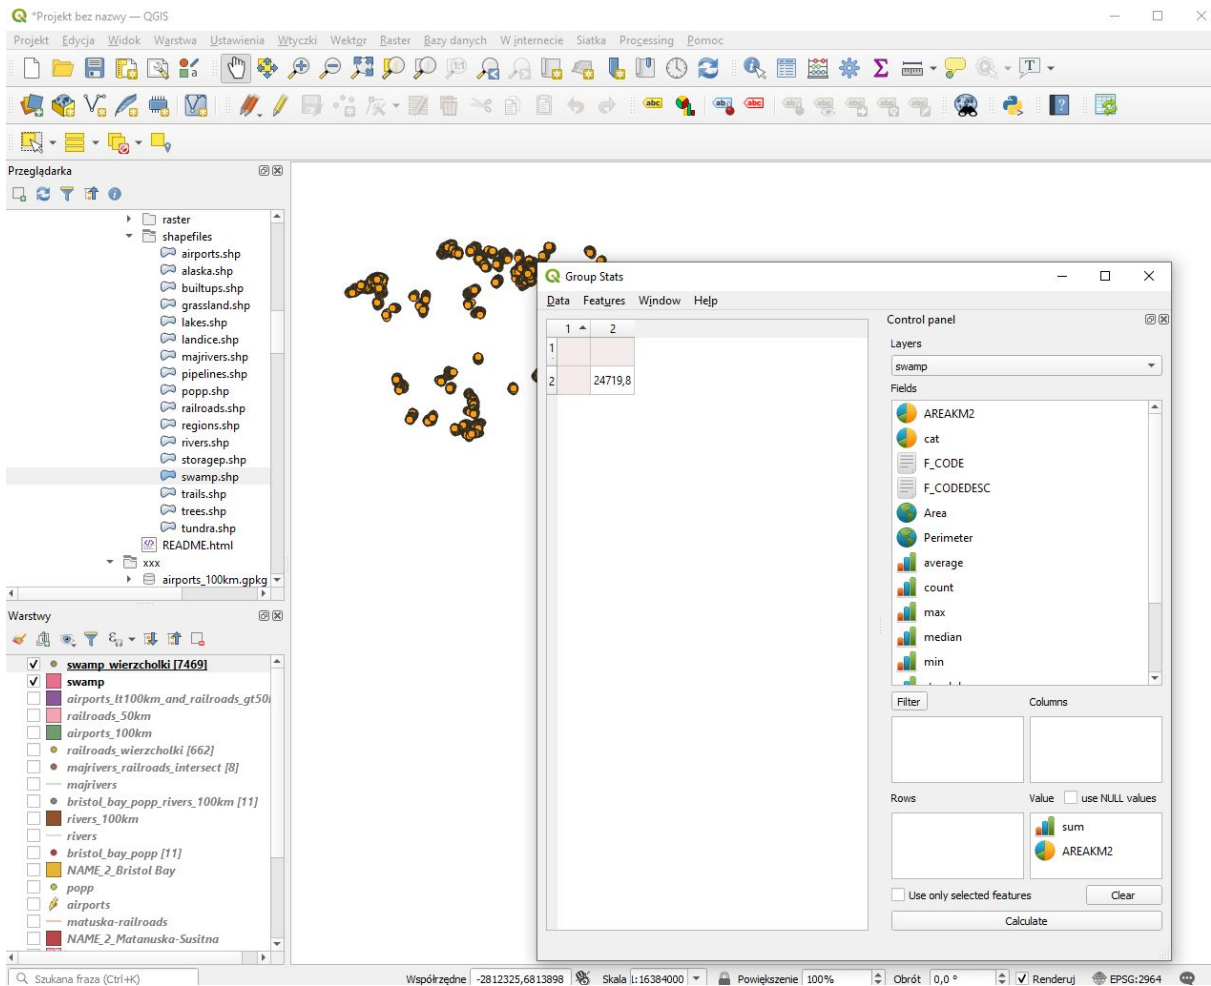 *Projekt bez nazwy — QGIS
Projekt Edycja Widok Warstwa Ustawienia Wtyczki Wektor Raster Bazy danych W internecie Siatka Processing Pomoc
Przeglądarka
raster
shapefiles
airports.shp
alaska.shp
builtups.shp
grassland.shp
lakes.shp
landice.shp
majrivers.shp
pipelines.shp
popp.shp
railroads.shp
regions.shp
rivers.shp
storagep.shp
swamp.shp
trails.shp
trees.shp
tundra.shp
README.html
xxx
airports_100km.gpkg
Warstwy
swamp_wierzcholki [7469]
swamp
airports_lt100km_and_railroads_gt50
railroads_50km
airports_100km
railroads_wierzcholki [662]
majrivers_railroads_intersect [8]
majrivers
bristol_bay_popp_rivers_100km [11]
rivers_100km
rivers
bristol_bay_popp [11]
NAME_2_Bristol Bay
popp
airports
matuska-railroads
NAME_2_Matanuska-Susitna
Group Stats
Data Features Window Help
1 2
1
2 24719,8
Control panel
Layers
swamp
Fields
AREAKM2
cat
F_CODE
F_CODEDESC
Area
Perimeter
average
count
max
median
min
Filter Columns
Rows Value use NULL values
sum
AREAKM2
Use only selected features Clear
Calculate
Szukana fraza (Ctrl+K) Współrzędne -2812325,6813898 Skala 1:16384000 Powiększenie 100% Obrót 0,0 ° Renderuj EPSG:2964